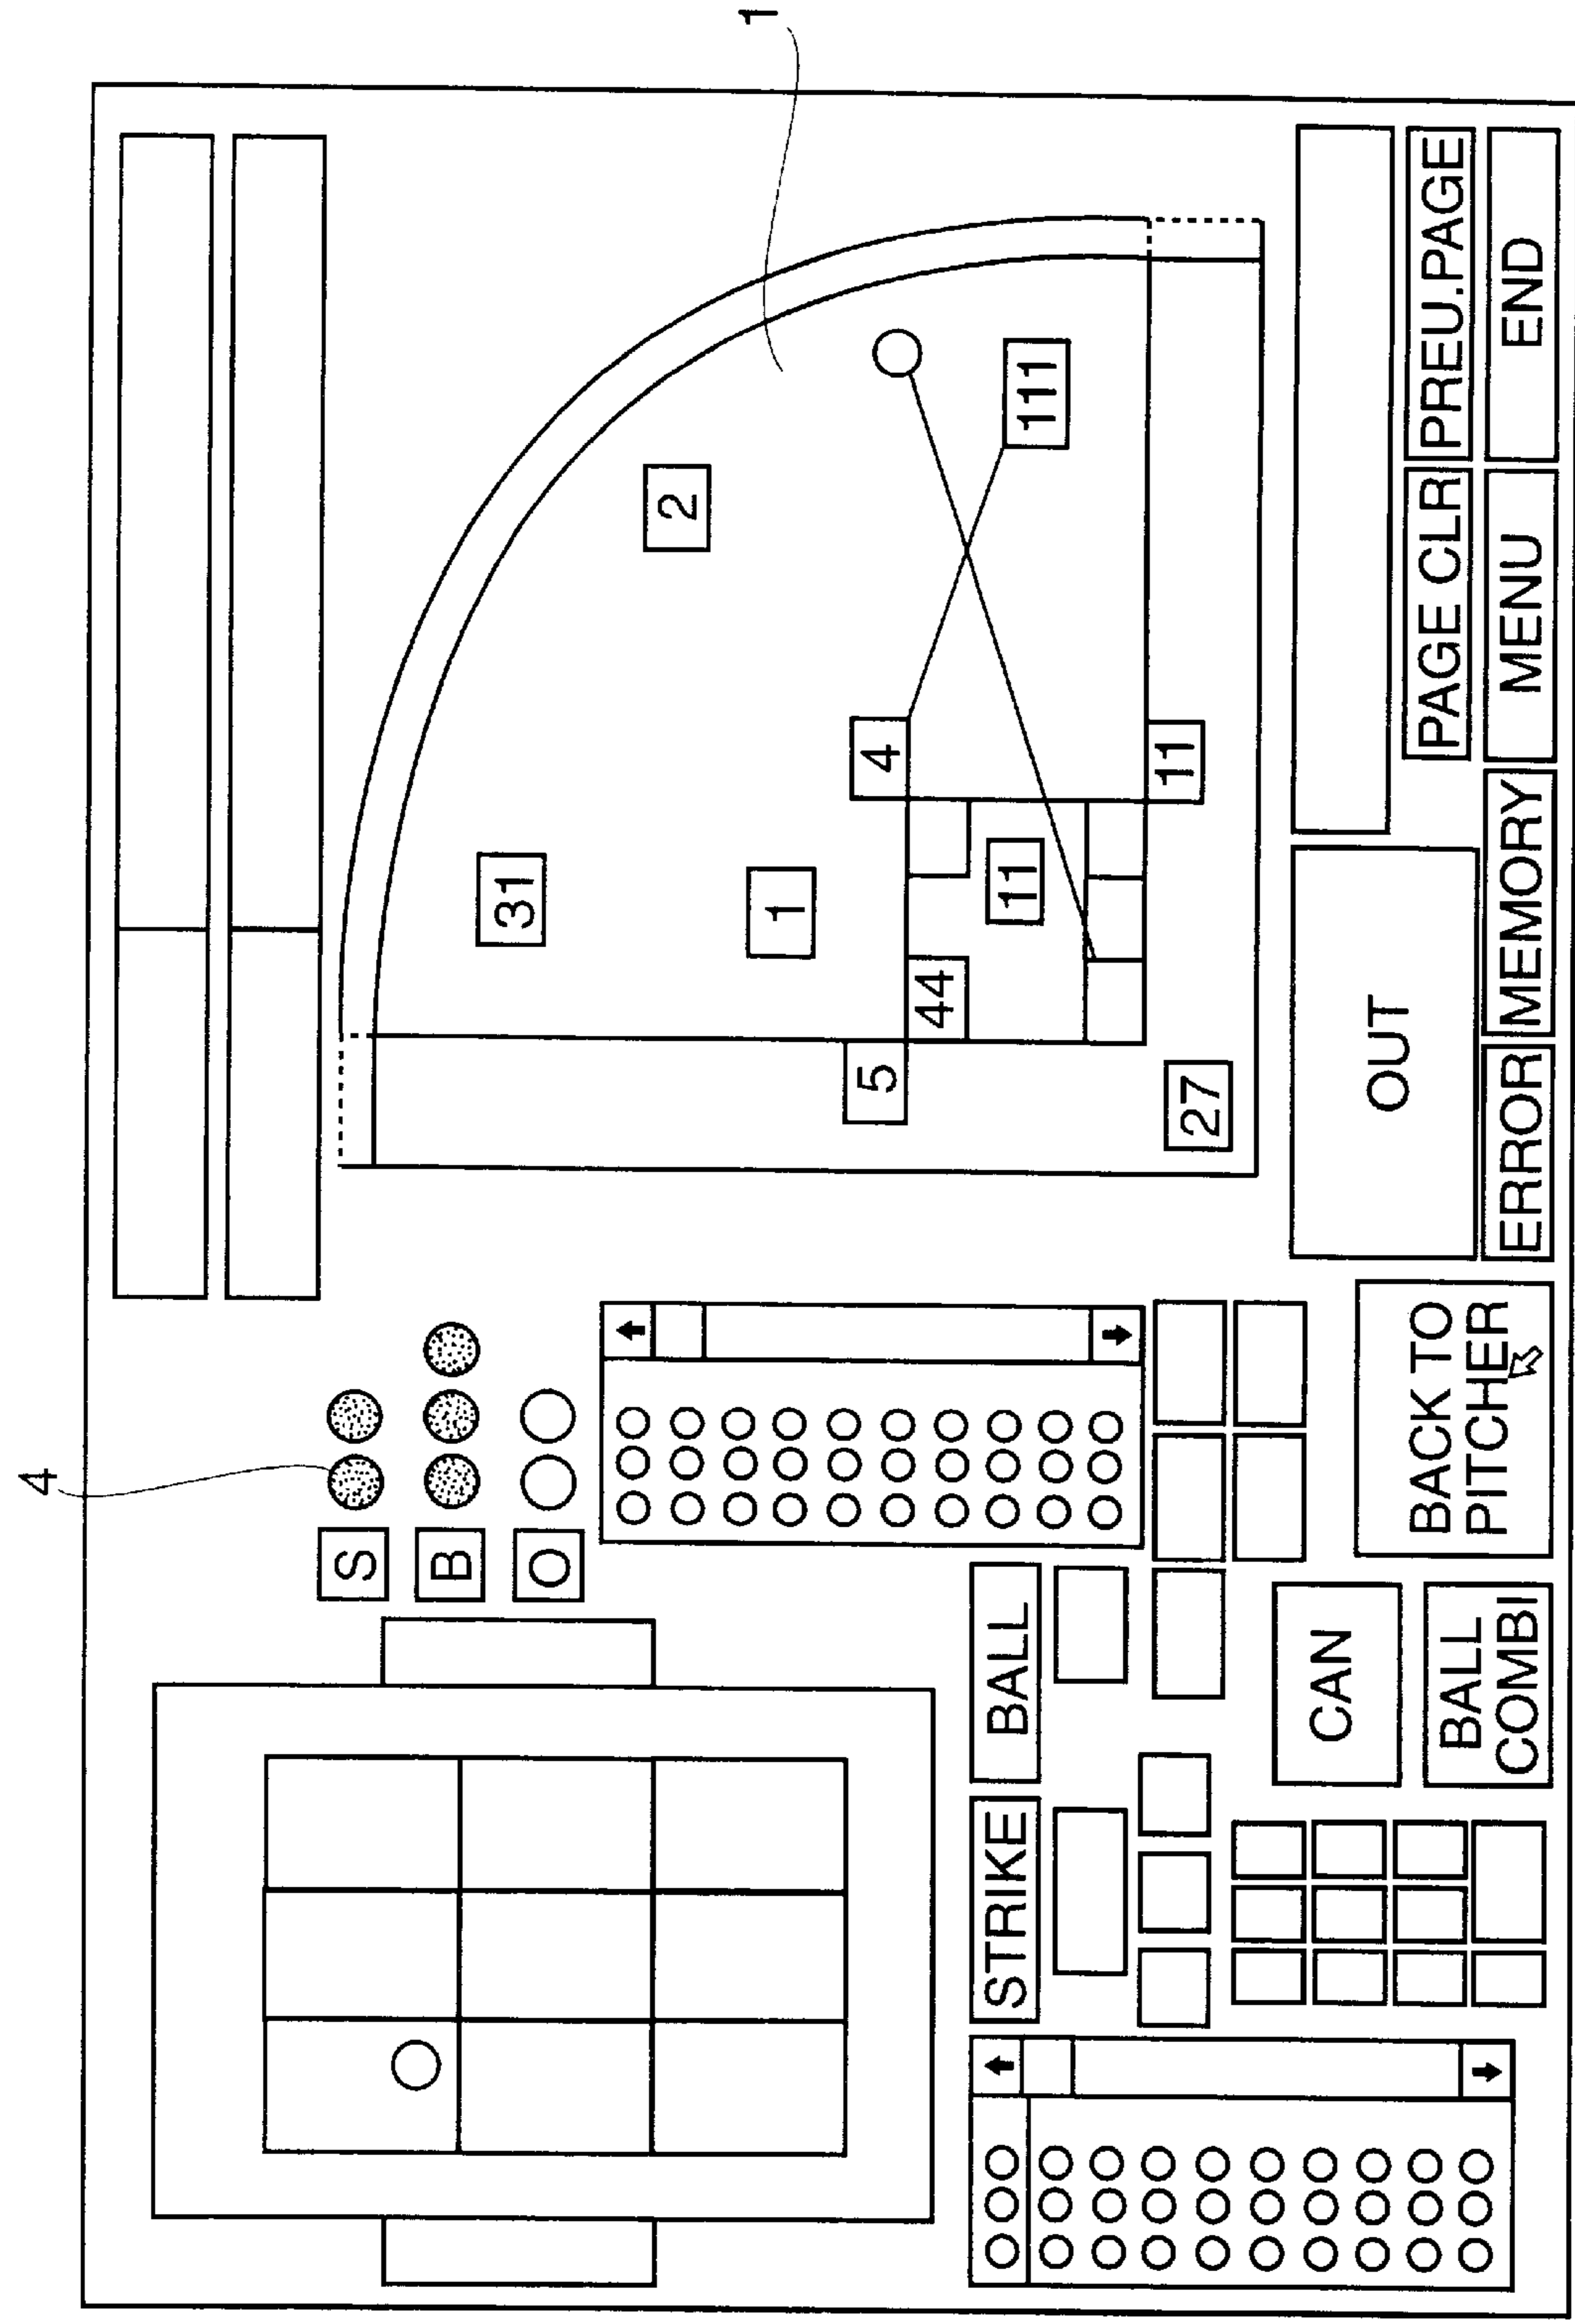 4
1
S
B
O
31
2
1
4
5
44
11
111
11
27
STRIKE
BALL
OUT
CAN
BACK TO
PITCHER
PAGE CLR
PREU.PAGE
BALL
COMBI
ERROR
MEMORY
MENU
END